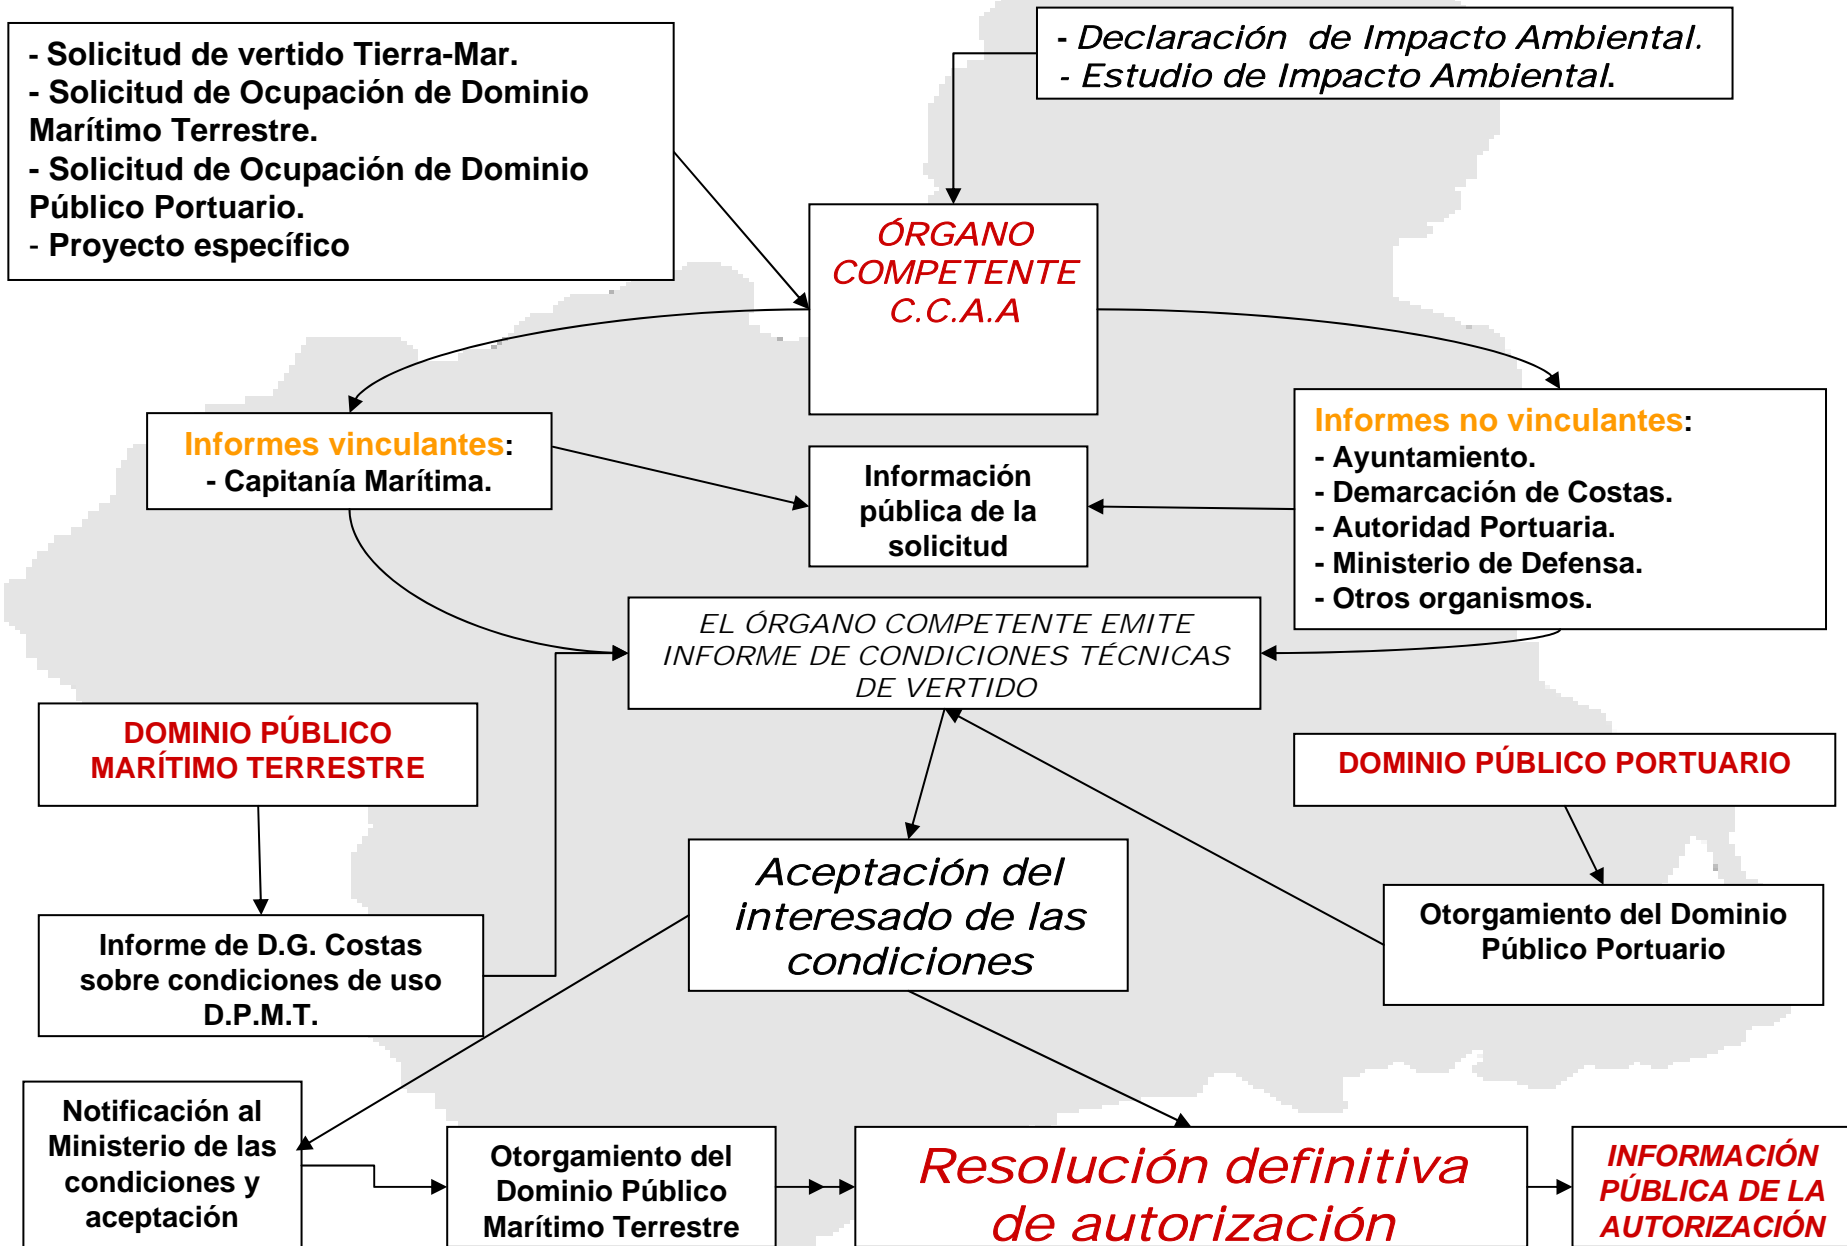 - Solicitud de vertido Tierra-Mar.
- Solicitud de Ocupación de Dominio
Marítimo Terrestre.
- Solicitud de Ocupación de Dominio
Público Portuario.
- Proyecto específico
- Declaración de Impacto Ambiental.
- Estudio de Impacto Ambiental.
ÓRGANO
COMPETENTE
C.C.A.A
Informes vinculantes:
- Capitanía Marítima.
Información
pública de la
solicitud
Informes no vinculantes:
- Ayuntamiento.
- Demarcación de Costas.
- Autoridad Portuaria.
- Ministerio de Defensa.
- Otros organismos.
EL ÓRGANO COMPETENTE EMITE
INFORME DE CONDICIONES TÉCNICAS
DE VERTIDO
DOMINIO PÚBLICO
MARÍTIMO TERRESTRE
DOMINIO PÚBLICO PORTUARIO
Aceptación del
interesado de las
condiciones
Informe de D.G. Costas
sobre condiciones de uso
D.P.M.T.
Otorgamiento del Dominio
Público Portuario
Notificación al
Ministerio de las
condiciones y
aceptación
Otorgamiento del
Dominio Público
Marítimo Terrestre
Resolución definitiva
de autorización
INFORMACIÓN
PÚBLICA DE LA
AUTORIZACIÓN